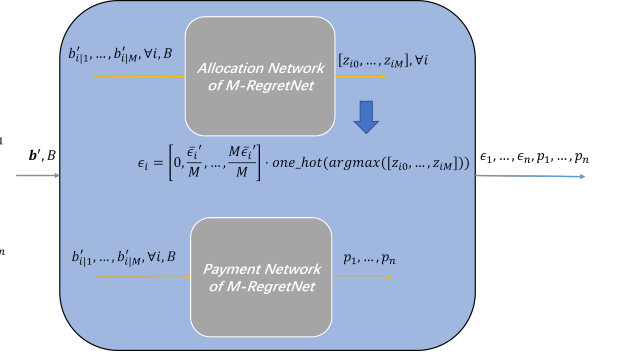 b'_{i|1}, …, b'_{i|M}, ∀i, B
Allocation Network
of M-RegretNet
[z_{i0}, …, z_{iM}], ∀i
1
b', B
ϵ_i = [0, ϵ̄_i'/M, …, Mϵ̄_i'/M] · one_hot(argmax([z_{i0}, …, z_{iM}]))
ϵ_1, …, ϵ_n, p_1, …, p_n
n
b'_{i|1}, …, b'_{i|M}, ∀i, B
Payment Network
of M-RegretNet
p_1, …, p_n